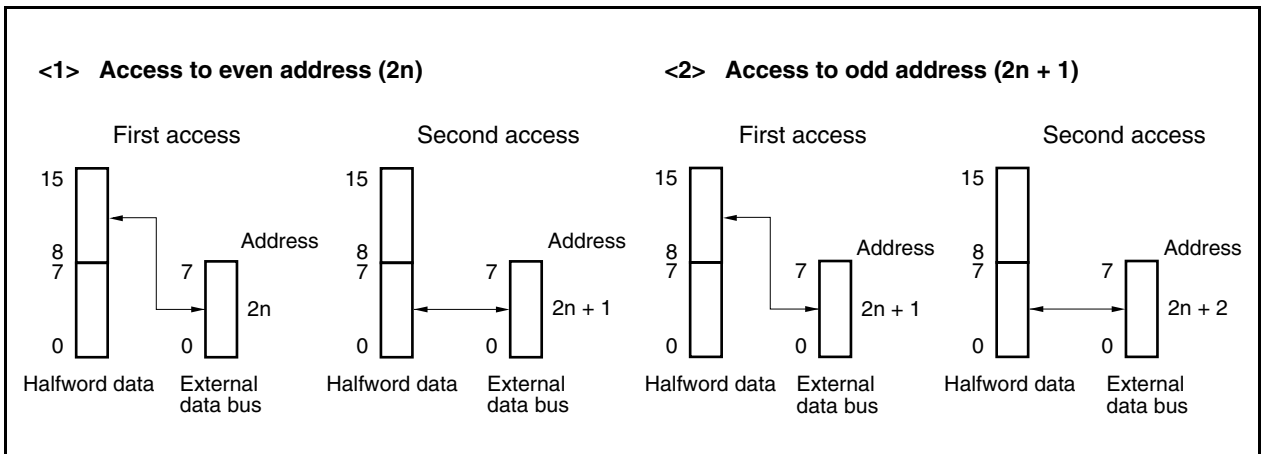 <1> Access to even address (2n)
<2> Access to odd address (2n + 1)
First access
Second access
First access
Second access
15
8
7
0
Address
7
2n
0
Halfword data
External
data bus
15
8
7
0
Address
7
2n + 1
0
Halfword data
External
data bus
15
8
7
0
Address
7
2n + 1
0
Halfword data
External
data bus
15
8
7
0
Address
7
2n + 2
0
Halfword data
External
data bus